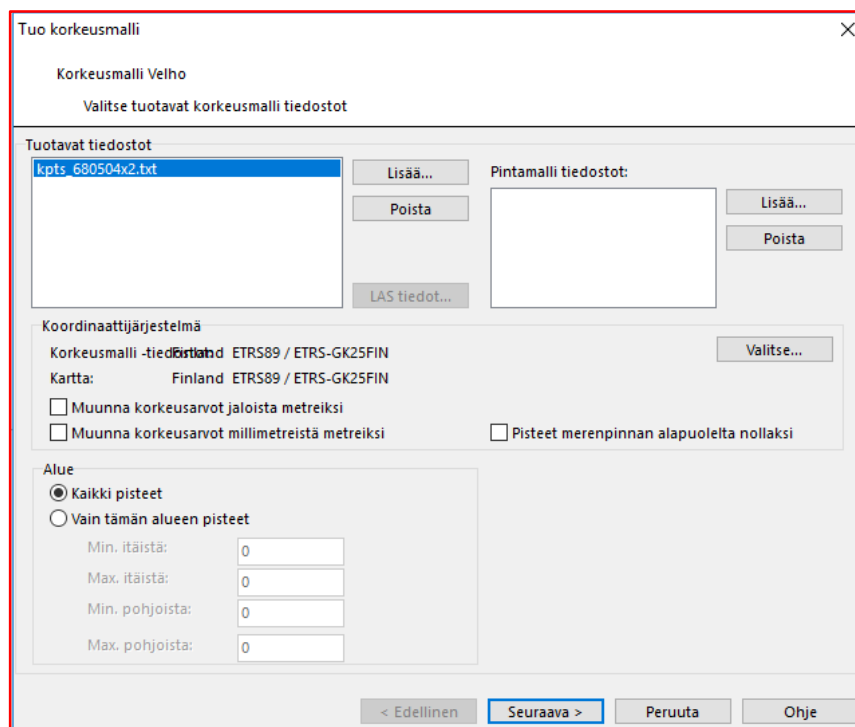 Tuo korkeusmalli
Korkeusmalli Velho
Valitse tuotavat korkeusmalli tiedostot
Tuotavat tiedostot
kpts_680504x2.txt
Lisää...
Poista
LAS tiedot...
Pintamalli tiedostot:
Lisää...
Poista
Koordinaattijärjestelmä
Korkeusmalli -tiedostot: Finland ETRS89 / ETRS-GK25FIN
Valitse...
Kartta: Finland ETRS89 / ETRS-GK25FIN
Muunna korkeusarvot jaloista metreiksi
Muunna korkeusarvot millimetreistä metreiksi
Pisteet merenpinnan alapuolelta nollaksi
Alue
Kaikki pisteet
Vain tämän alueen pisteet
Min. itäistä: 0
Max. itäistä: 0
Min. pohjoista: 0
Max. pohjoista: 0
< Edellinen
Seuraava >
Peruuta
Ohje